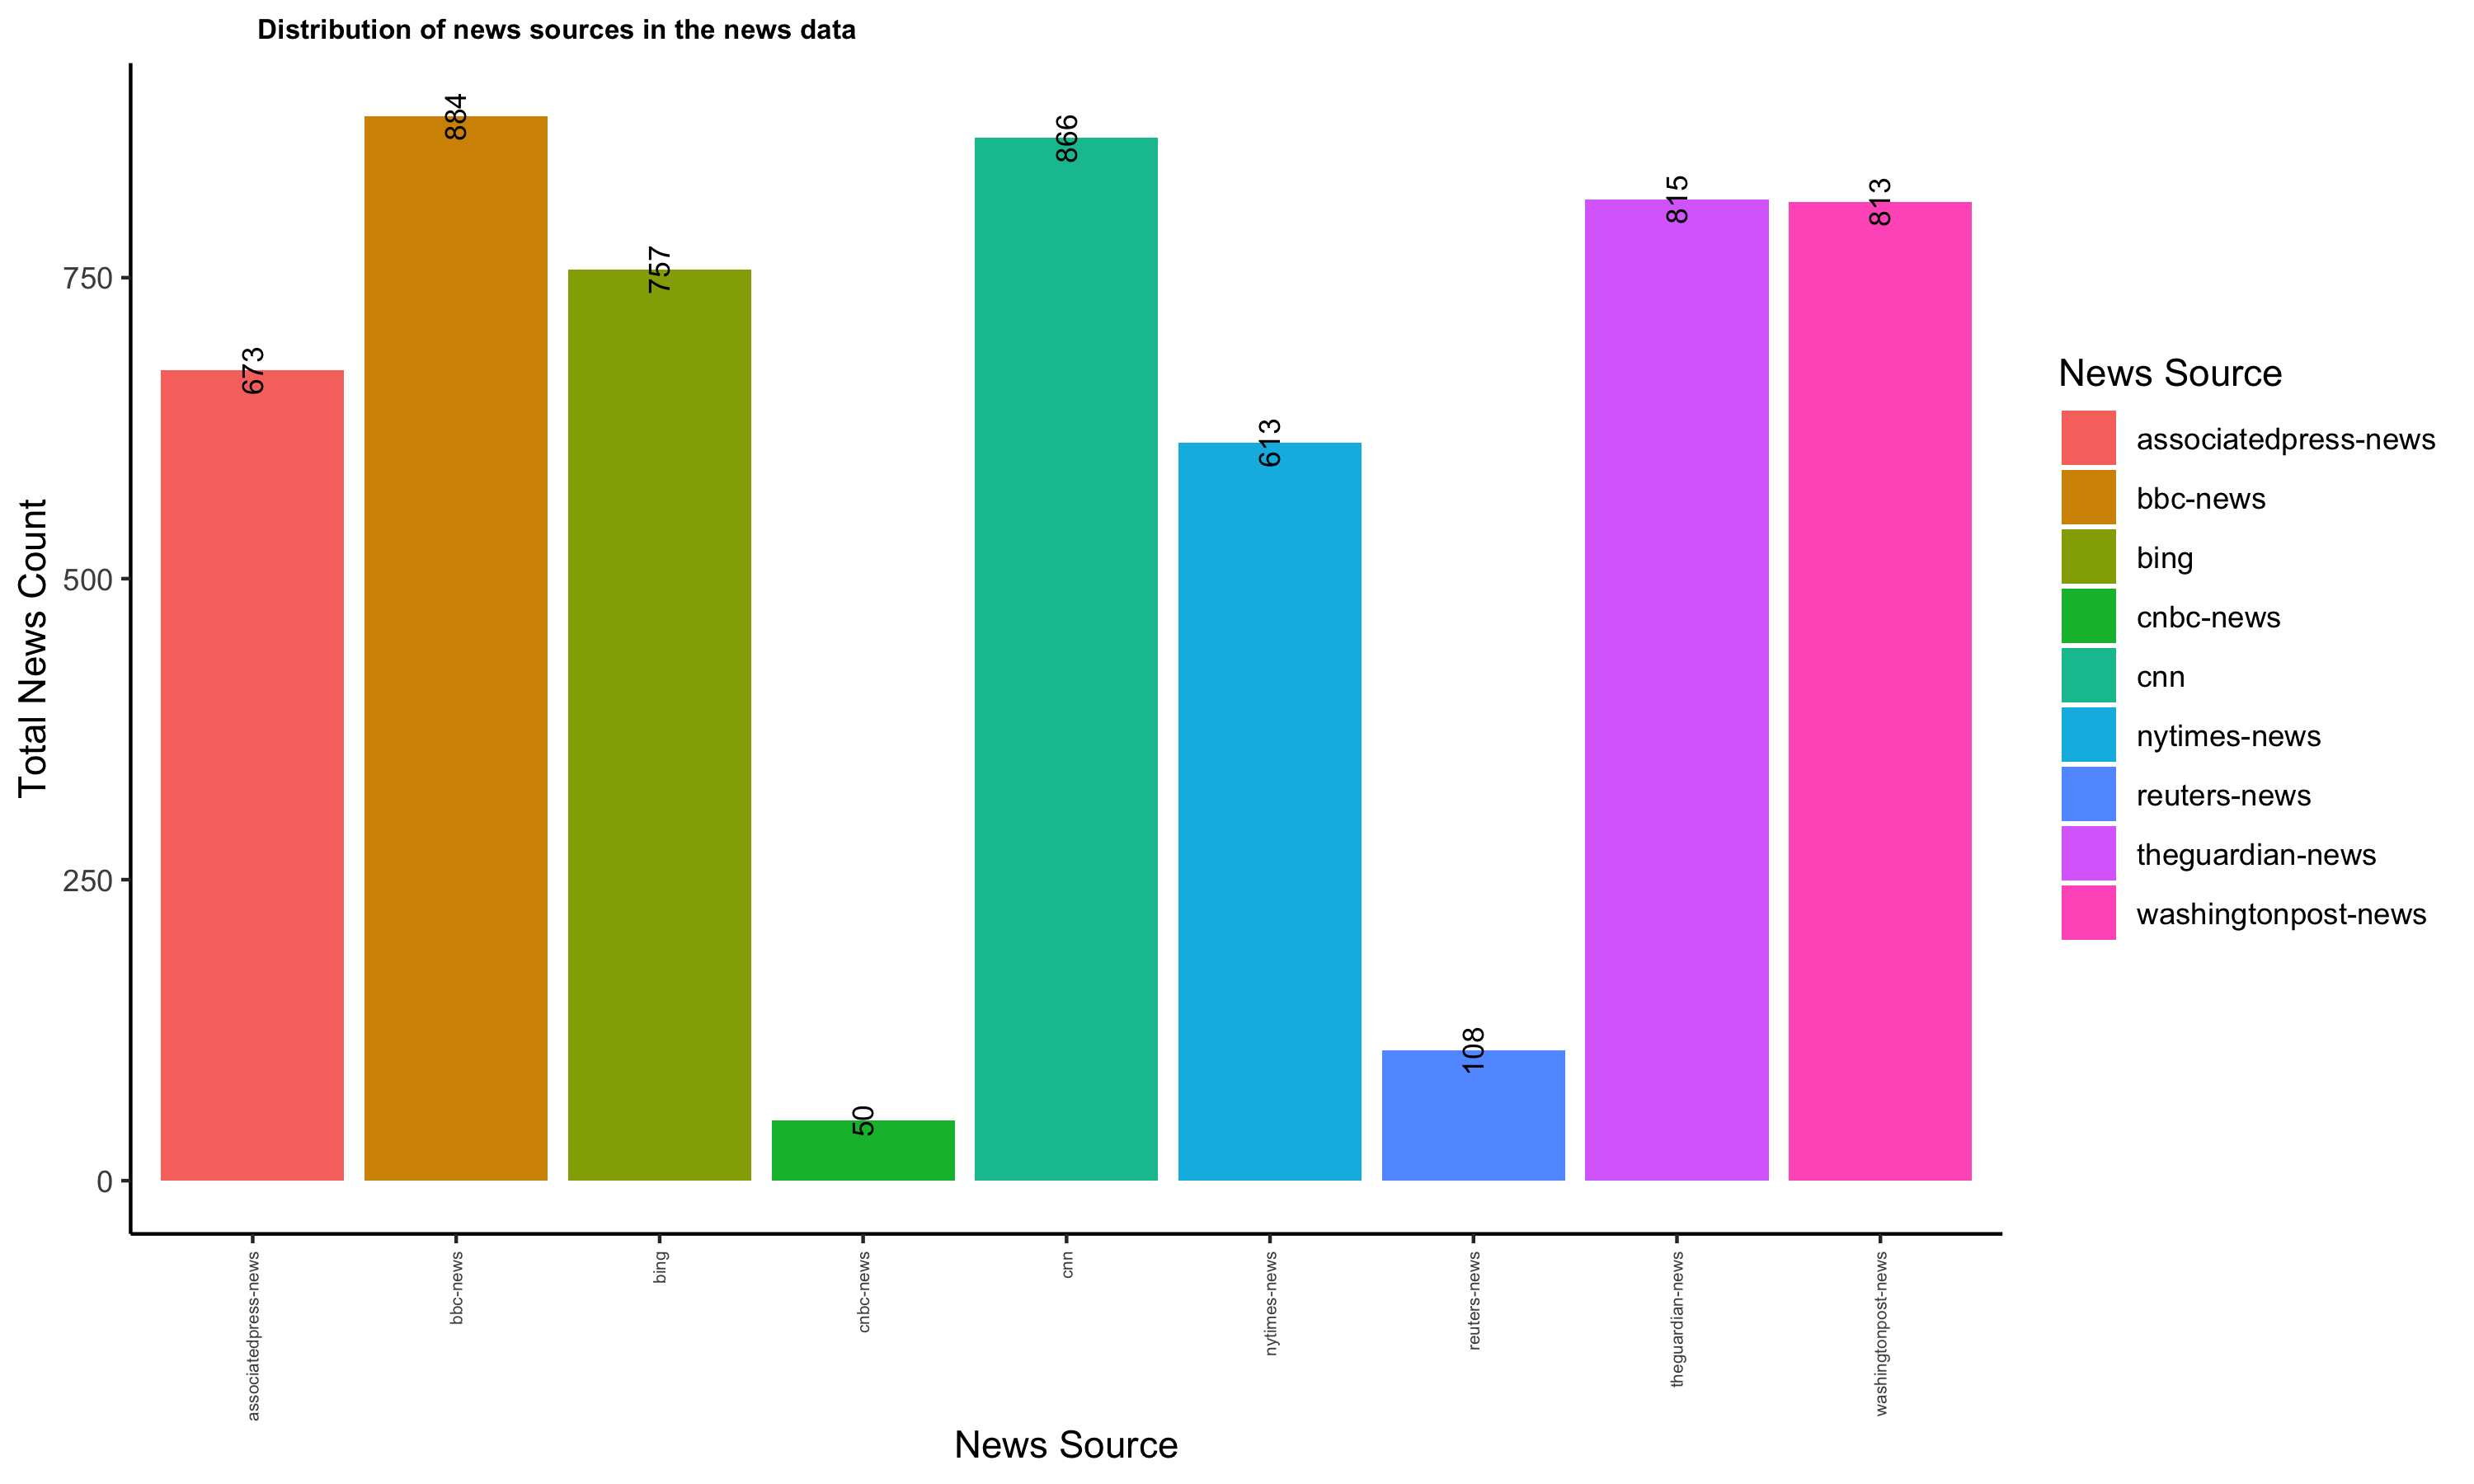 Distribution of news sources in the news data
Total News Count
750
500
250
0
673
884
757
50
866
613
108
815
813
associatedpress-news
bbc-news
bing
cnbc-news
cnn
nytimes-news
reuters-news
theguardian-news
washingtonpost-news
News Source
News Source
associatedpress-news
bbc-news
bing
cnbc-news
cnn
nytimes-news
reuters-news
theguardian-news
washingtonpost-news